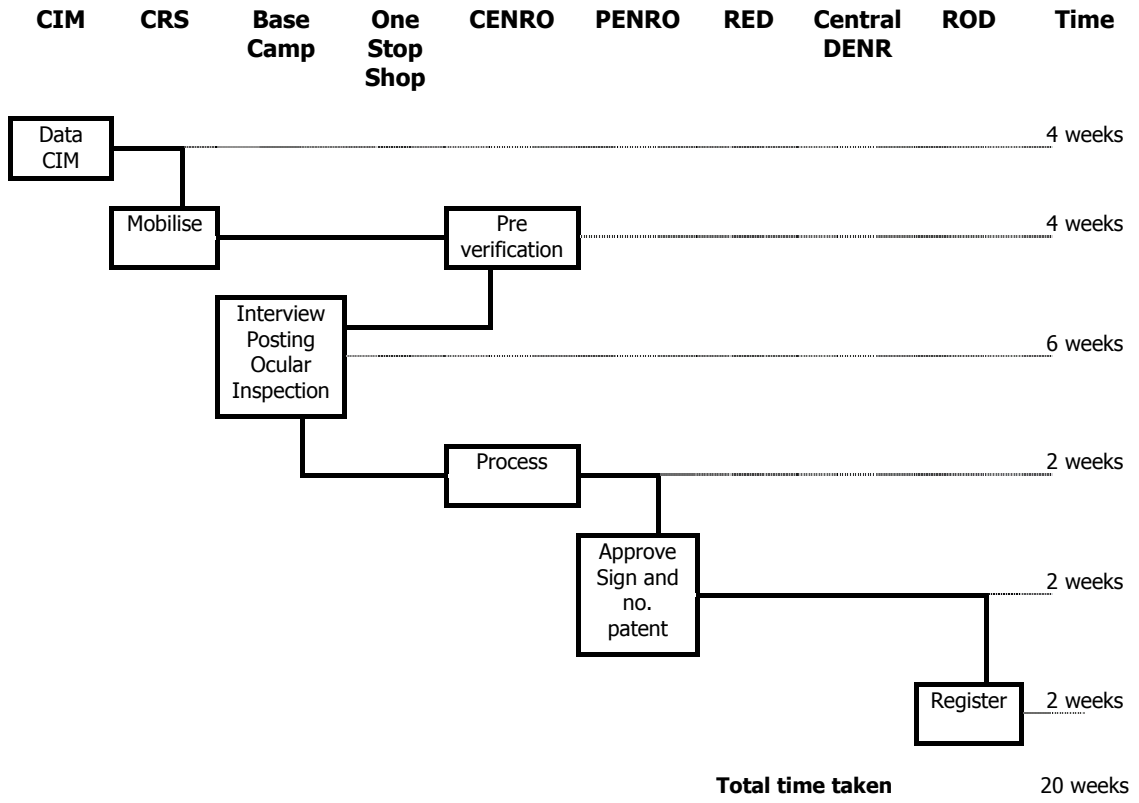 CIM CRS Base One CENRO PENRO RED Central ROD Time
Camp Stop DENR
Shop
Data 4 weeks
CIM
Mobilise Pre 4 weeks
verification
Interview
Posting 6 weeks
Ocular
Inspection
Process 2 weeks
Approve
Sign and 2 weeks
no.
patent
Register 2 weeks
Total time taken 20 weeks